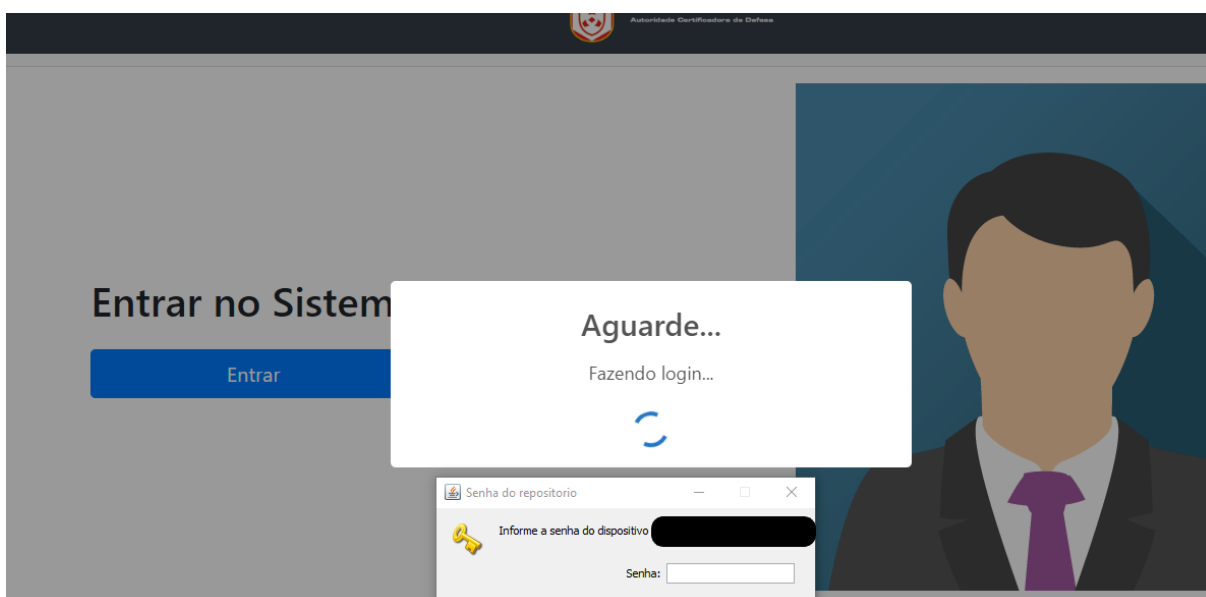 Autoridade Certificadora de Defesa
Entrar no Sistem
Entrar
Aguarde...
Fazendo login...
Senha do repositorio
Informe a senha do dispositivo
Senha: